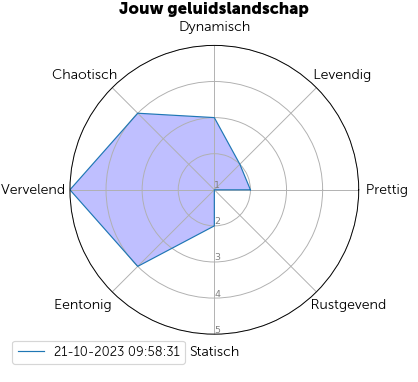 Jouw geluidslandschap
Dynamisch
Chaotisch
Levendig
Vervelend
1
Prettig
2
3
Eentonig
4
Rustgevend
5
21-10-2023 09:58:31
Statisch